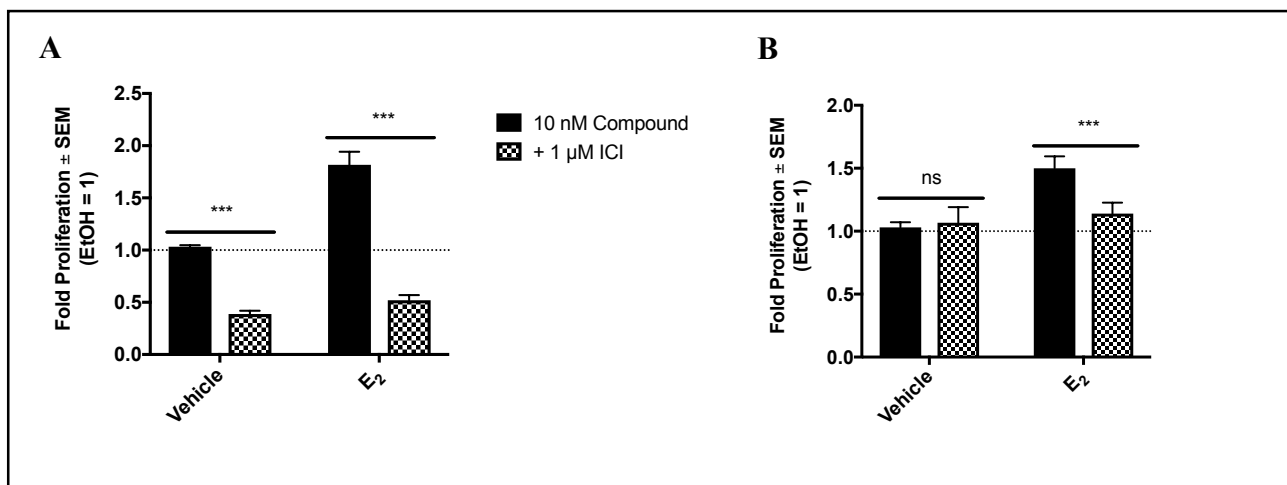 A
Fold Proliferation ± SEM
(EtOH = 1)
2.5
2.0
1.5
1.0
0.5
0.0
***
***
Vehicle
E₂
10 nM Compound
+ 1 µM ICI
B
Fold Proliferation ± SEM
(EtOH = 1)
2.0
1.5
1.0
0.5
0.0
ns
***
Vehicle
E₂